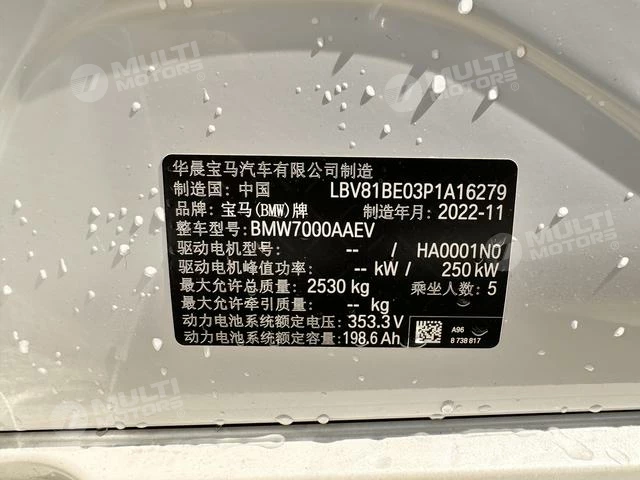 MULTI MOTORS
MULTI MOTORS
MULTI MOTORS
华晨宝马汽车有限公司制造
制造国: 中国 LBV81BE03P1A16279
品牌: 宝马(BMW)牌 制造年月: 2022-11
整车型号: BMW7000AAEV
驱动电机型号: -- / HA0001N0
驱动电机峰值功率: -- kW / 250 kW
最大允许总质量: 2530 kg 乘坐人数: 5
最大允许牵引质量: -- kg
动力电池系统额定电压: 353.3 V
动力电池系统额定容量: 198.6 Ah
A96
8 738 817
MULTI MOTORS
MULTI MOTORS
MULTI MOTORS